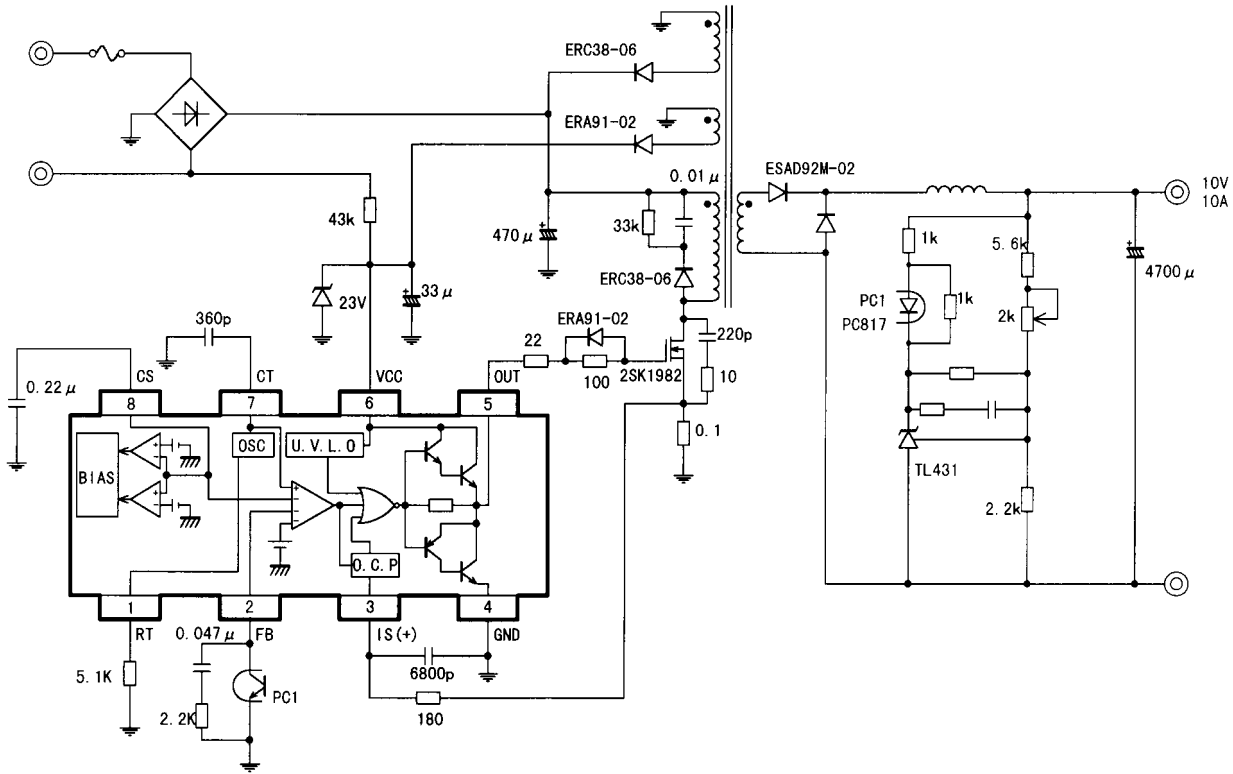 ERC38-06
ERA91-02
ESAD92M-02
0.01μ
10V
10A
43k
470μ
33k
1k
5.6k
4700μ
ERC38-06
23V
33μ
PC1
PC817
1k
2k
360p
ERA91-02
220p
22
100
2SK1982
10
0.22μ
CS
CT
VCC
OUT
8
7
6
5
0.1
OSC
U.V.L.O
BIAS
TL431
2.2k
O.C.P
1
2
3
4
RT
0.047μ
FB
IS(+)
GND
5.1K
6800p
PC1
2.2K
180